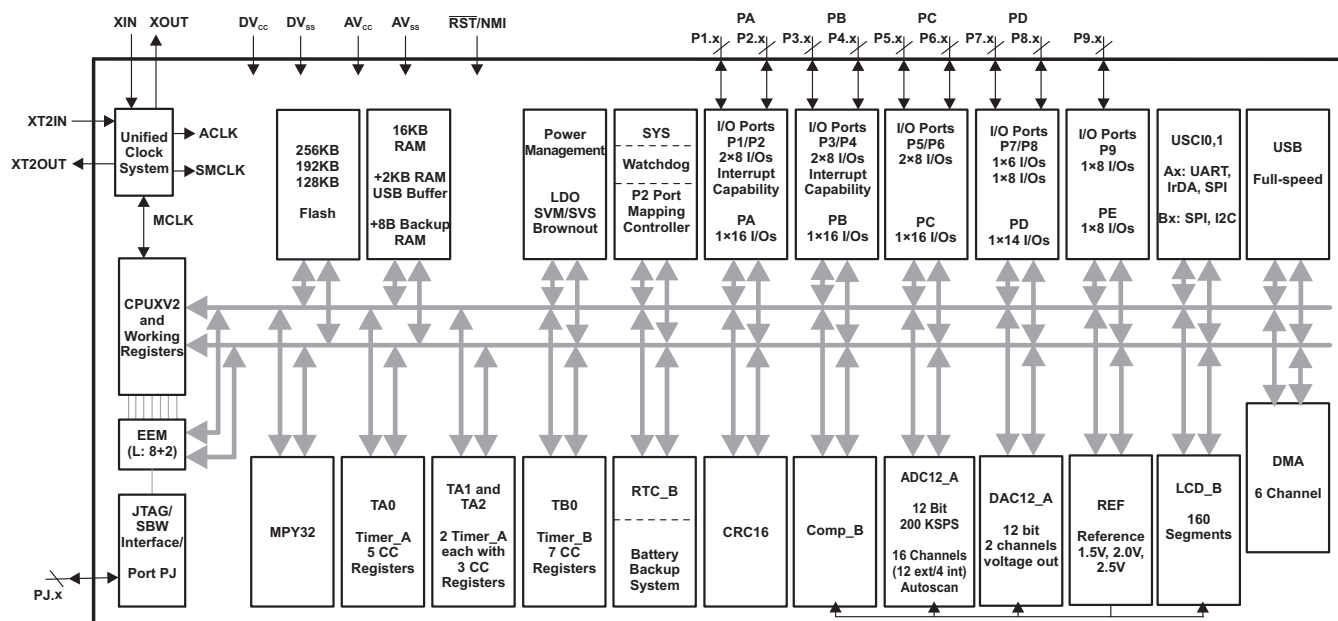 XIN XOUT DVCC DVSS AVCC AVSS RST/NMI PA PB PC PD
P1.x P2.x P3.x P4.x P5.x P6.x P7.x P8.x P9.x
XT2IN
XT2OUT
Unified
Clock
System
ACLK
SMCLK
MCLK
256KB
192KB
128KB
Flash
16KB
RAM
+2KB RAM
USB Buffer
+8B Backup
RAM
Power
Management
LDO
SVM/SVS
Brownout
SYS
Watchdog
P2 Port
Mapping
Controller
I/O Ports
P1/P2
2×8 I/Os
Interrupt
Capability
PA
1×16 I/Os
I/O Ports
P3/P4
2×8 I/Os
Interrupt
Capability
PB
1×16 I/Os
I/O Ports
P5/P6
2×8 I/Os
PC
1×16 I/Os
I/O Ports
P7/P8
1×6 I/Os
1×8 I/Os
PD
1×14 I/Os
I/O Ports
P9
1×8 I/Os
PE
1×8 I/Os
USCI0,1
Ax: UART,
IrDA, SPI
Bx: SPI, I2C
USB
Full-speed
CPUXV2
and
Working
Registers
EEM
(L: 8+2)
JTAG/
SBW
Interface/
Port PJ
PJ.x
MPY32
TA0
Timer_A
5 CC
Registers
TA1 and
TA2
2 Timer_A
each with
3 CC
Registers
TB0
Timer_B
7 CC
Registers
RTC_B
Battery
Backup
System
CRC16
Comp_B
ADC12_A
12 Bit
200 KSPS
16 Channels
(12 ext/4 int)
Autoscan
DAC12_A
12 bit
2 channels
voltage out
REF
Reference
1.5V, 2.0V,
2.5V
LCD_B
160
Segments
DMA
6 Channel